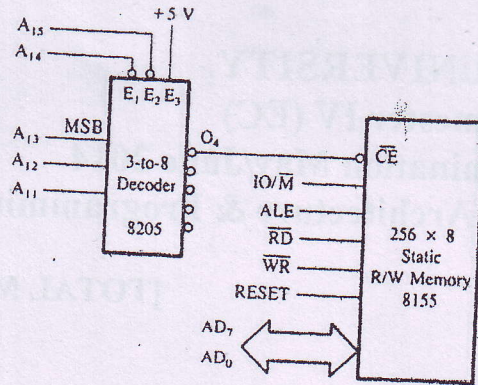 +5 V
A15
A14
E1 E2 E3
MSB
A13
A12
A11
3-to-8
Decoder
8205
O4
CE
IO/M
ALE
RD
WR
RESET
256 × 8
Static
R/W Memory
8155
AD7
AD0